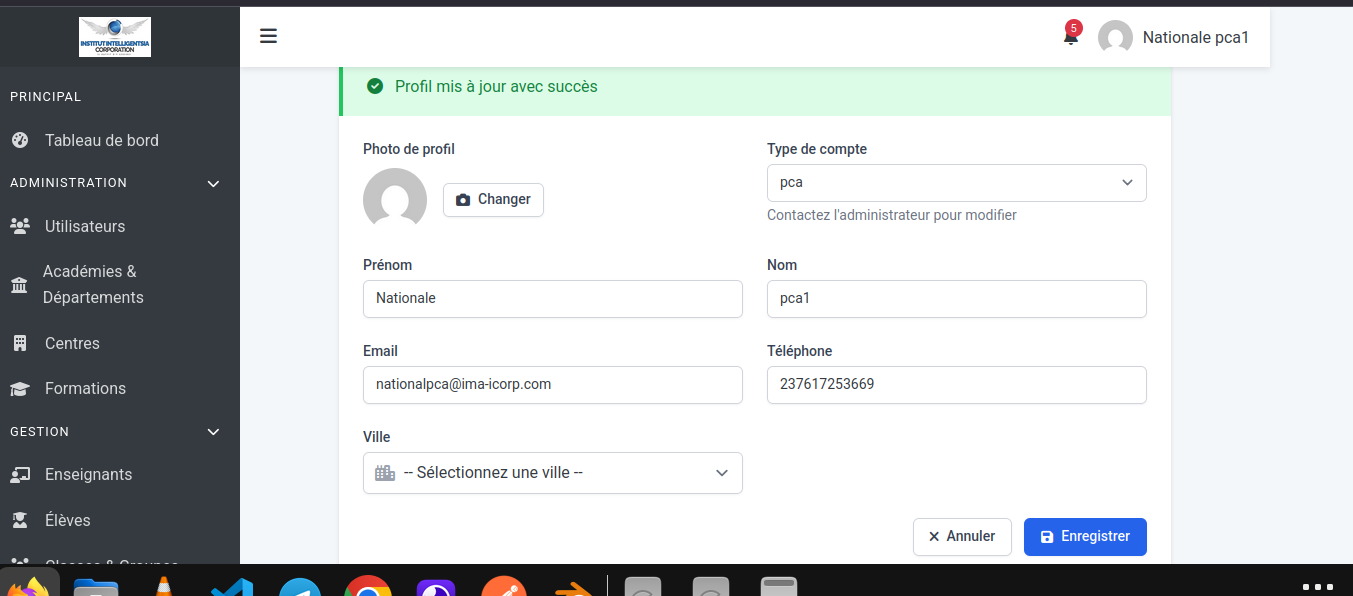 INSTITUT INTELLIGENTSIA
CORPORATION
5
Nationale pca1
PRINCIPAL
Tableau de bord
ADMINISTRATION
Utilisateurs
Académies &
Départements
Centres
Formations
GESTION
Enseignants
Élèves
Classes & Groupes
Profil mis à jour avec succès
Photo de profil
Changer
Type de compte
pca
Contactez l'administrateur pour modifier
Prénom
Nationale
Nom
pca1
Email
nationalpca@ima-icorp.com
Téléphone
237617253669
Ville
-- Sélectionnez une ville --
Annuler
Enregistrer